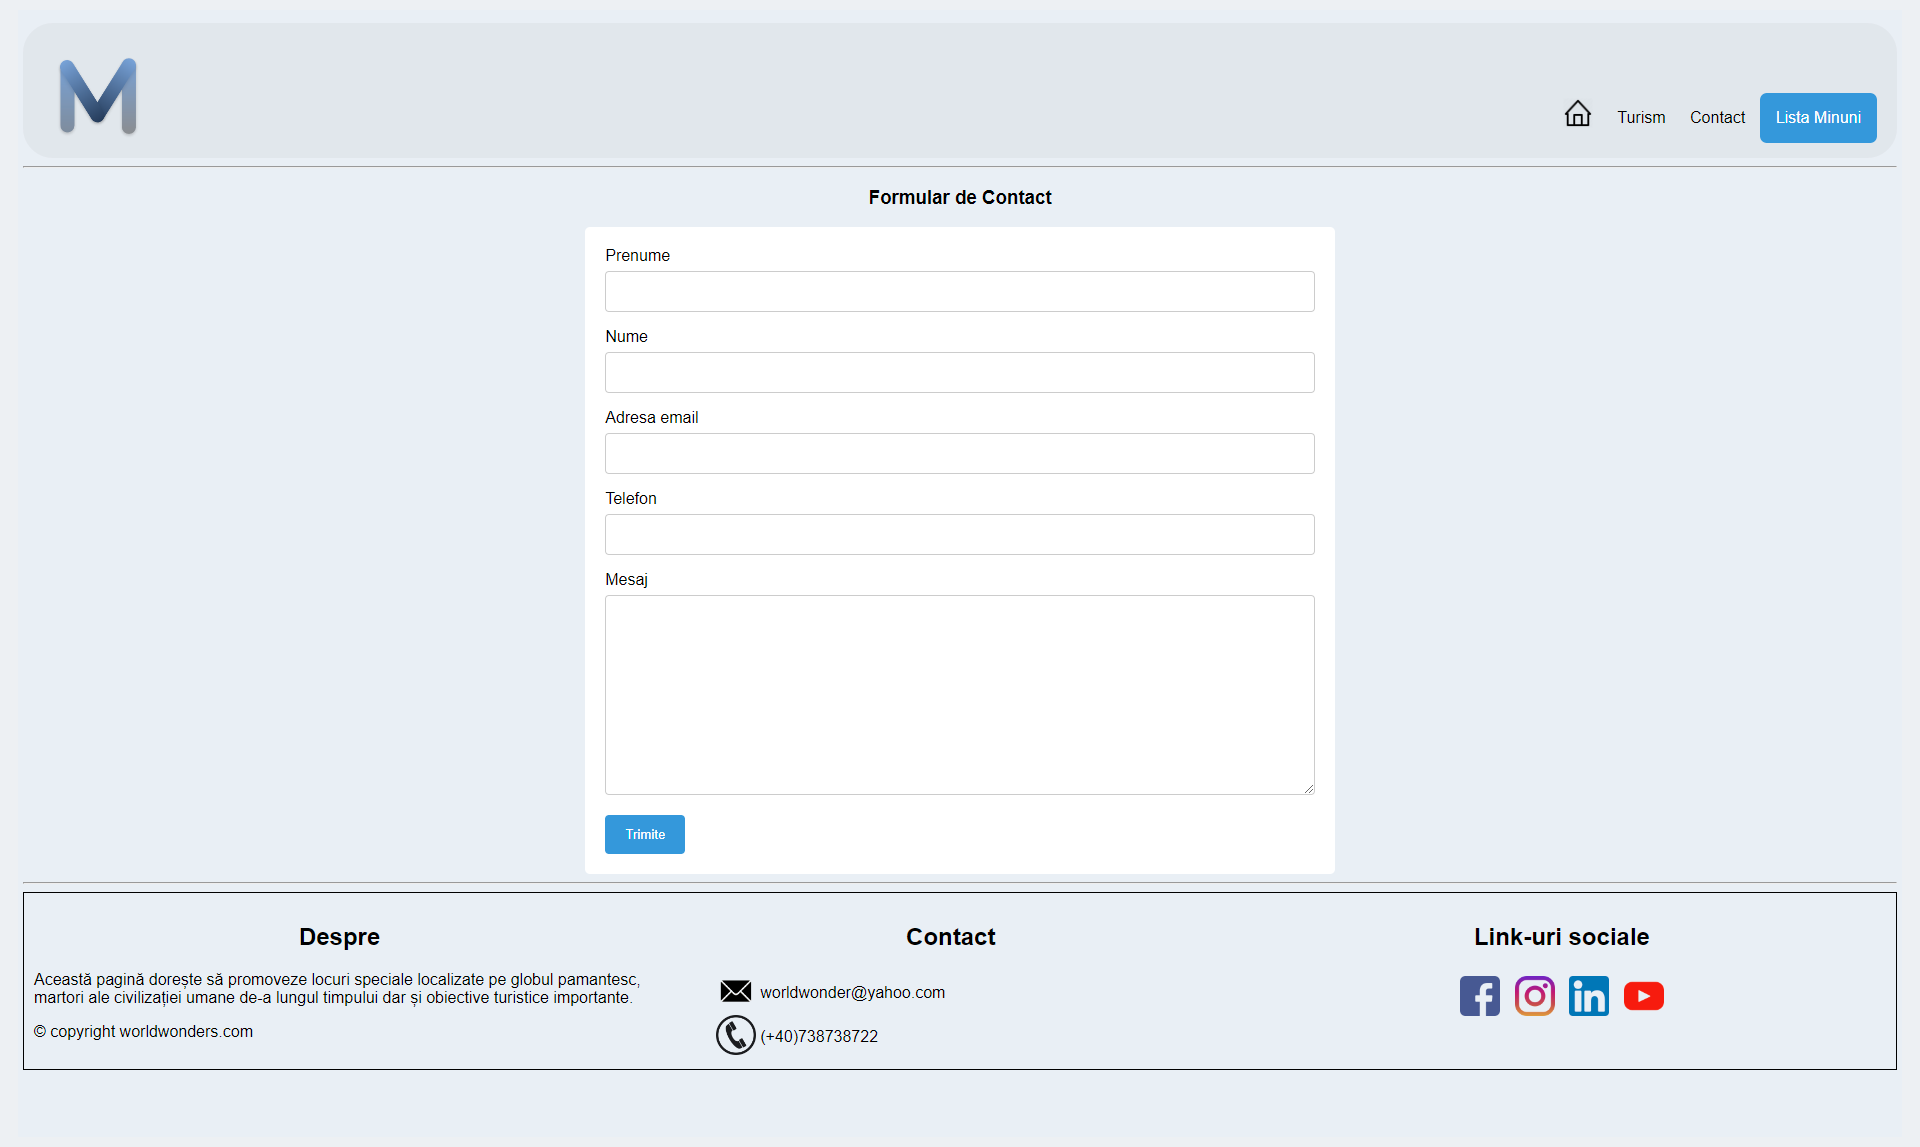 M
Turism Contact Lista Minuni
Formular de Contact
Prenume
Nume
Adresa email
Telefon
Mesaj
Trimite
Despre
Această pagină dorește să promoveze locuri speciale localizate pe globul pamantesc,
martori ale civilizației umane de-a lungul timpului dar și obiective turistice importante.
© copyright worldwonders.com
Contact
worldwonder@yahoo.com
(+40)738738722
Link-uri sociale